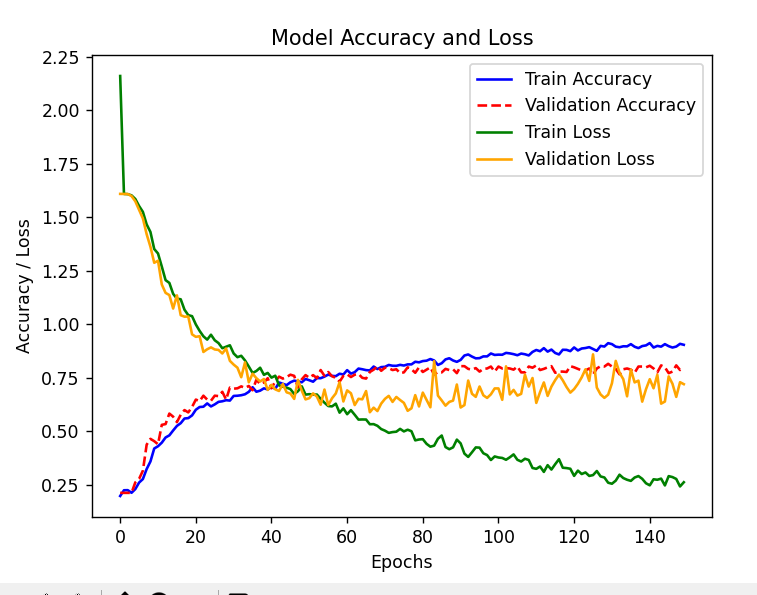 Model Accuracy and Loss
2.25
2.00
1.75
1.50
1.25
1.00
0.75
0.50
0.25
Accuracy / Loss
Train Accuracy
Validation Accuracy
Train Loss
Validation Loss
0 20 40 60 80 100 120 140
Epochs